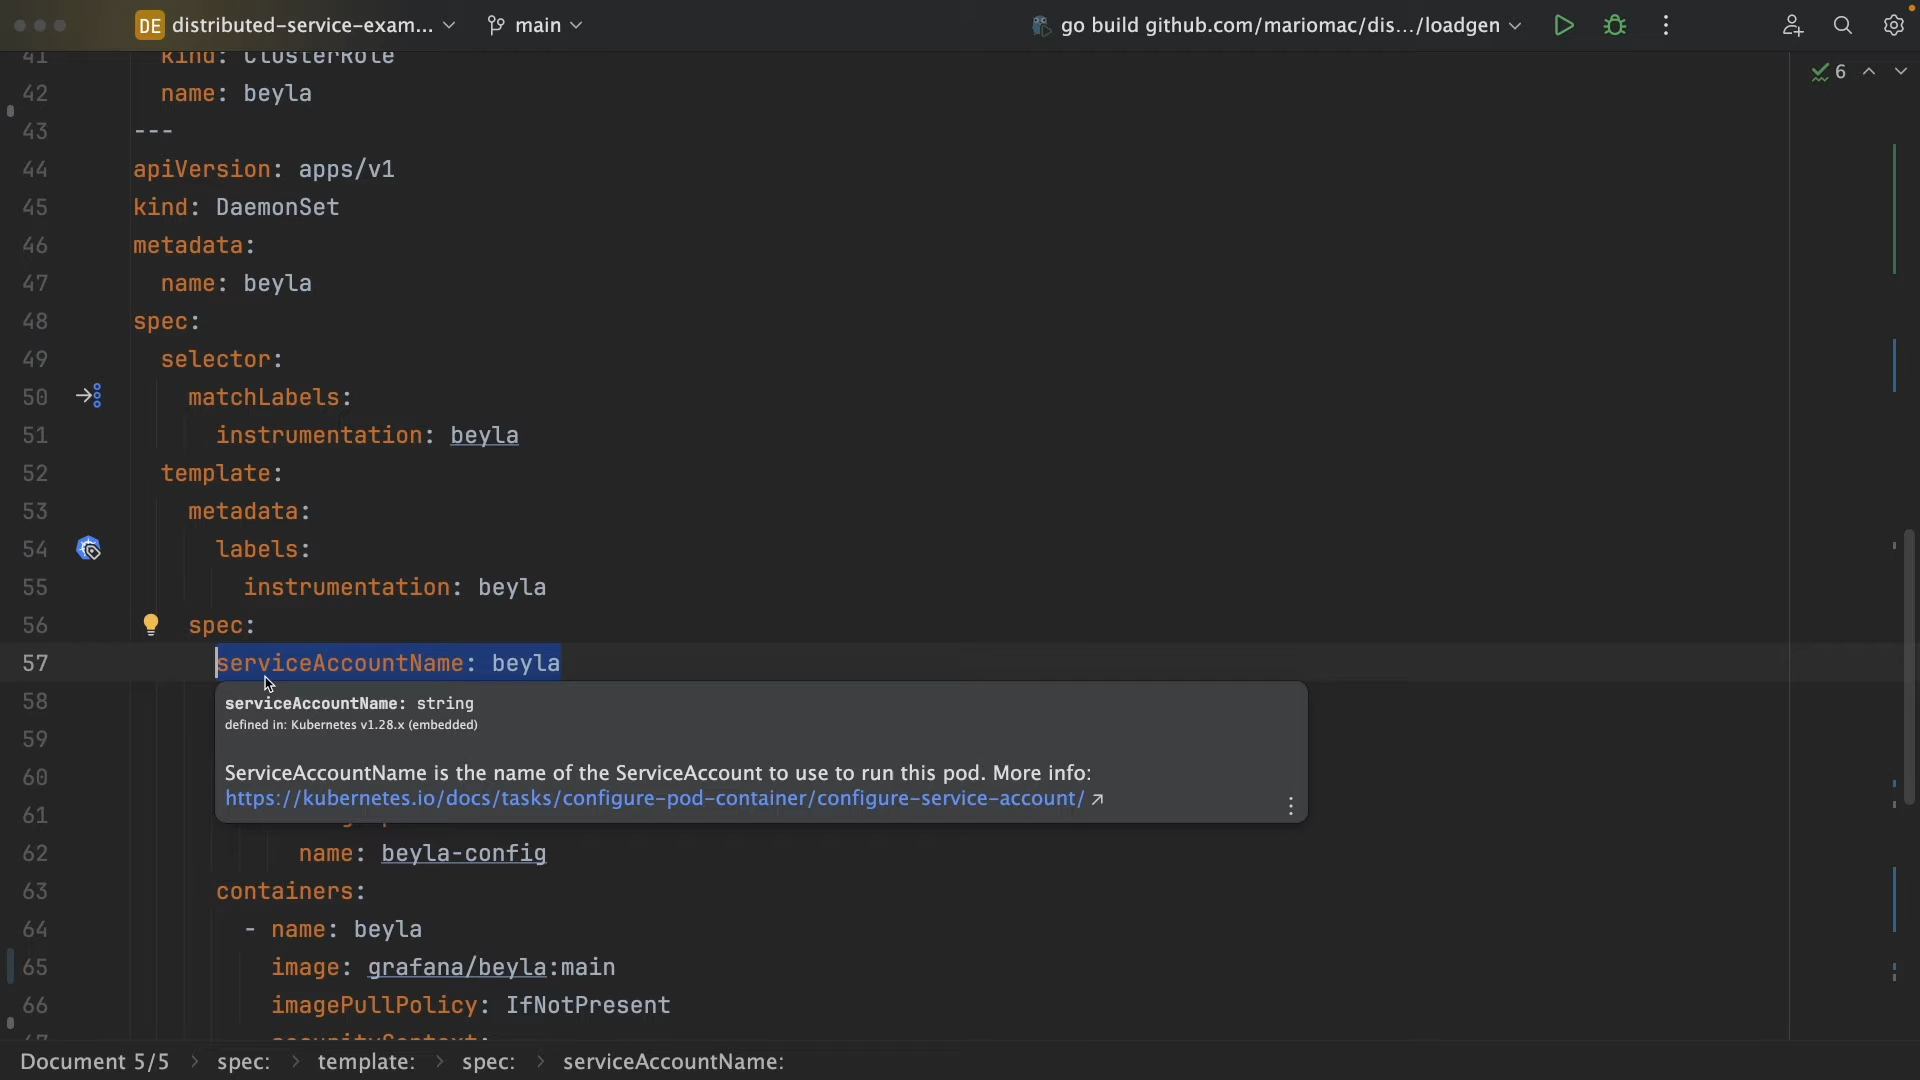 DE distributed-service-exam... main go build github.com/mariomac/dis.../loadgen
41 kind: ClusterRole
6
42 name: beyla
43 ---
44 apiVersion: apps/v1
45 kind: DaemonSet
46 metadata:
47 name: beyla
48 spec:
49 selector:
50 matchLabels:
51 instrumentation: beyla
52 template:
53 metadata:
54 labels:
55 instrumentation: beyla
56 spec:
57 serviceAccountName: beyla
58
serviceAccountName: string
defined in: Kubernetes v1.28.x (embedded)
59
60
ServiceAccountName is the name of the ServiceAccount to use to run this pod. More info:
https://kubernetes.io/docs/tasks/configure-pod-container/configure-service-account/ ↗
61
62 name: beyla-config
63 containers:
64 - name: beyla
65 image: grafana/beyla:main
66 imagePullPolicy: IfNotPresent
67 securityContext:
Document 5/5 > spec: > template: > spec: > serviceAccountName: